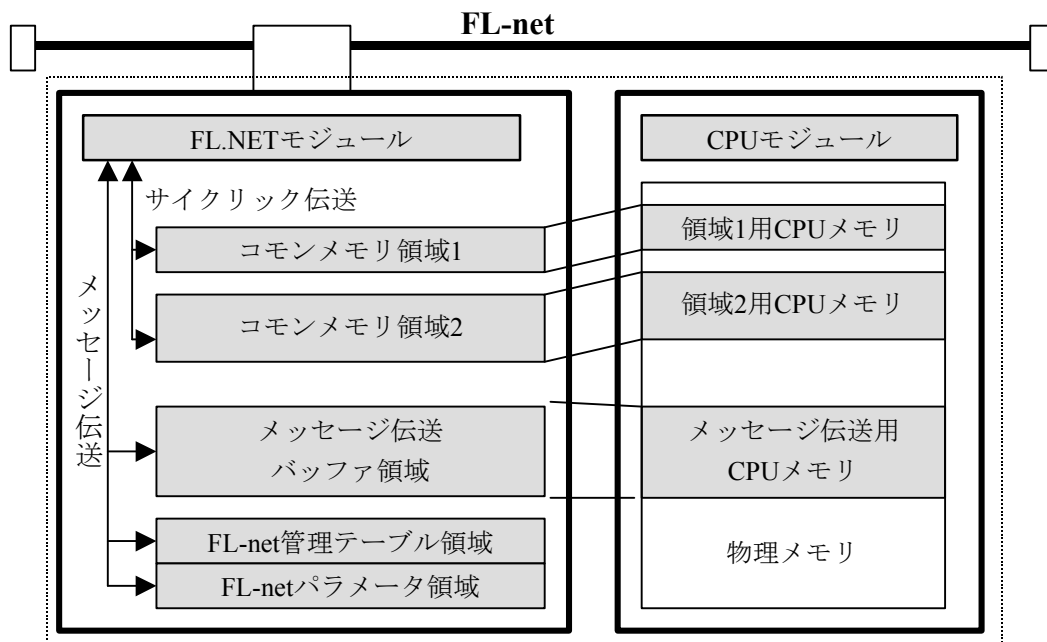 FL-net
FL.NETモジュール
サイクリック伝送
コモンメモリ領域1
コモンメモリ領域2
メッセージ伝送
メッセージ伝送
バッファ領域
FL-net管理テーブル領域
FL-netパラメータ領域
CPUモジュール
領域1用CPUメモリ
領域2用CPUメモリ
メッセージ伝送用
CPUメモリ
物理メモリ